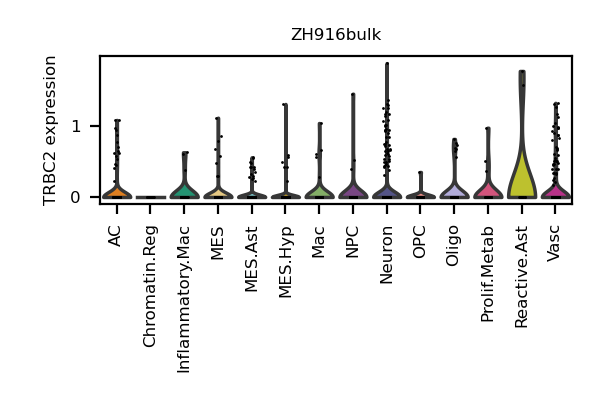 ZH916bulk
TRBC2 expression
1
0
AC
Chromatin.Reg
Inflammatory.Mac
MES
MES.Ast
MES.Hyp
Mac
NPC
Neuron
OPC
Oligo
Prolif.Metab
Reactive.Ast
Vasc